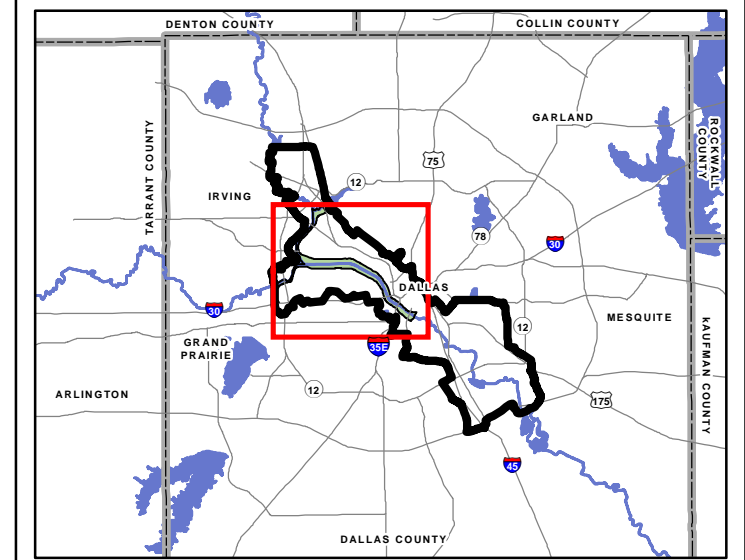 DENTON COUNTY
COLLIN COUNTY
GARLAND
TARRANT COUNTY
ROCKWALL
COUNTY
75
12
IRVING
78
30
DALLAS
30
MESQUITE
12
GRAND
PRAIRIE
35E
KAUFMAN COUNTY
12
ARLINGTON
175
45
DALLAS COUNTY